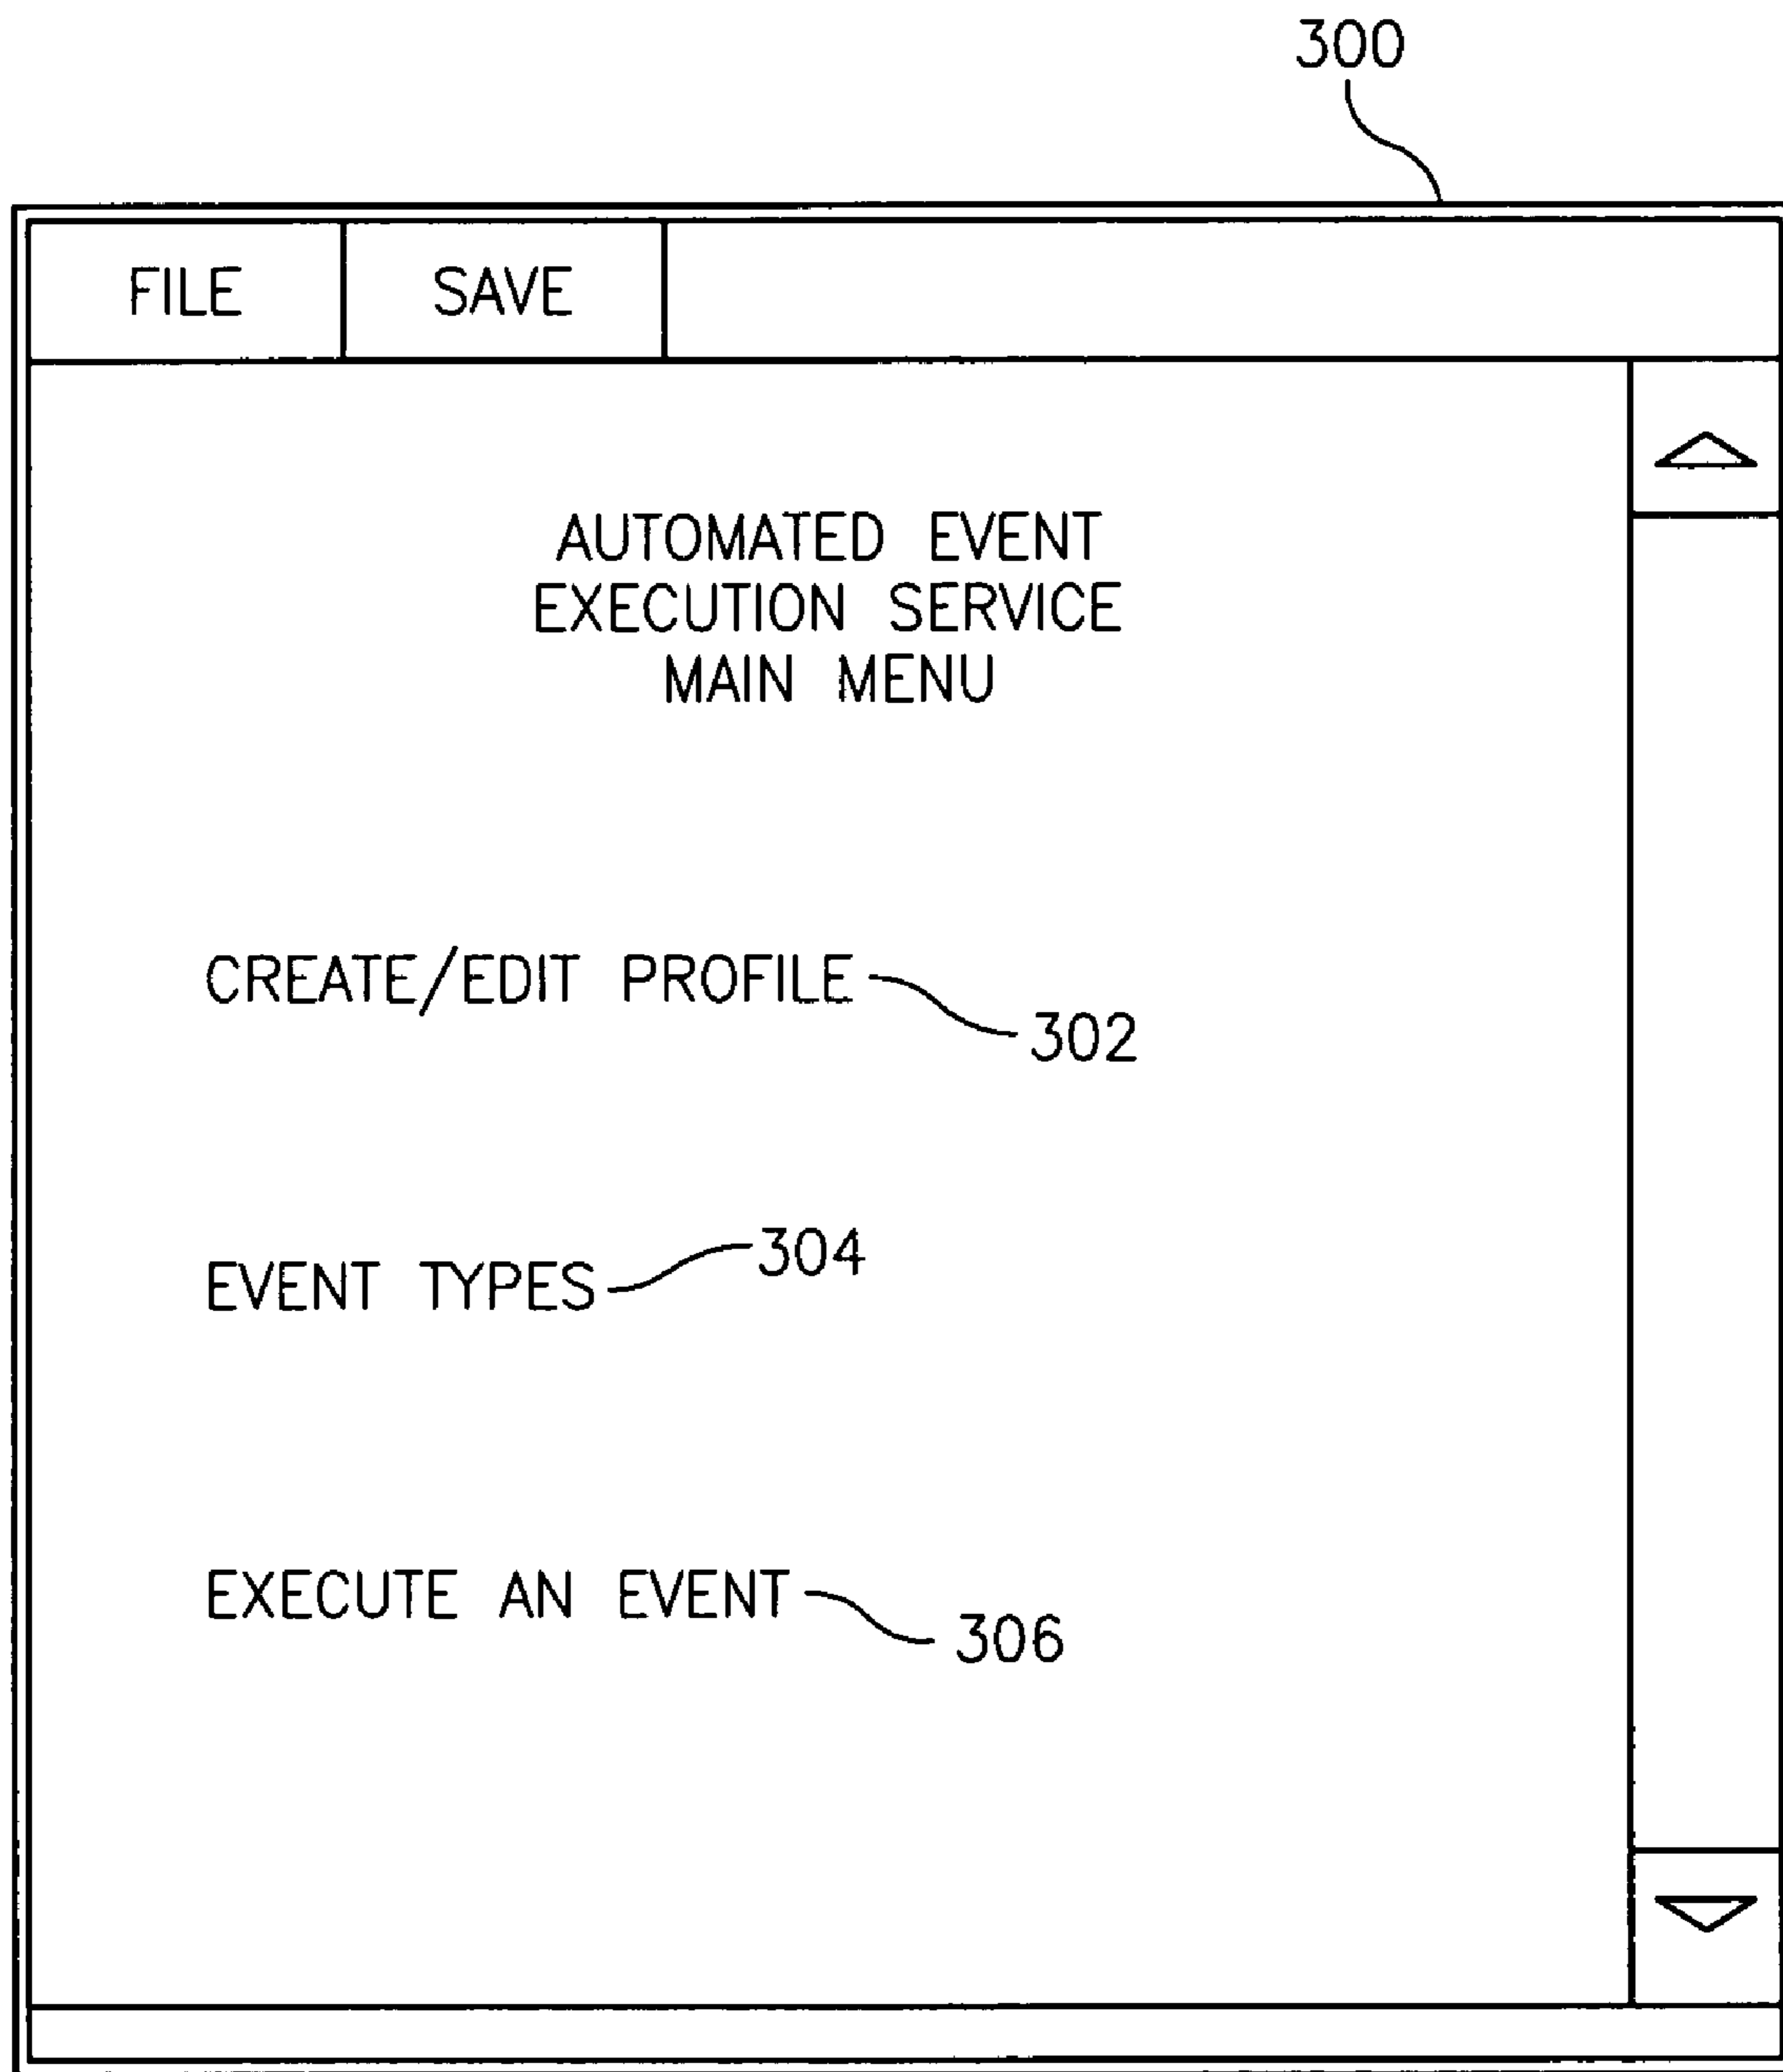 300
FILE SAVE
AUTOMATED EVENT
EXECUTION SERVICE
MAIN MENU
CREATE/EDIT PROFILE
302
304
EVENT TYPES
EXECUTE AN EVENT
306